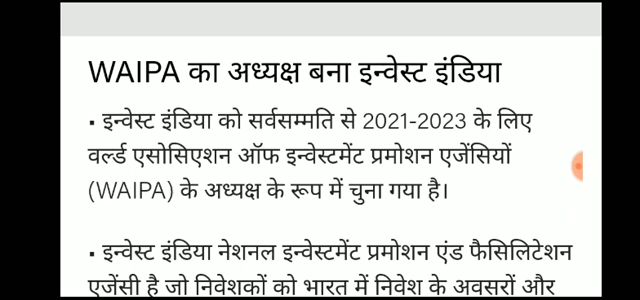 WAIPA का अध्यक्ष बना इन्वेस्ट इंडिया
• इन्वेस्ट इंडिया को सर्वसम्मति से 2021-2023 के लिए
वर्ल्ड एसोसिएशन ऑफ इन्वेस्टमेंट प्रमोशन एजेंसियों
(WAIPA) के अध्यक्ष के रूप में चुना गया है।
• इन्वेस्ट इंडिया नेशनल इन्वेस्टमेंट प्रमोशन एंड फैसिलिटेशन
एजेंसी है जो निवेशकों को भारत में निवेश के अवसरों और